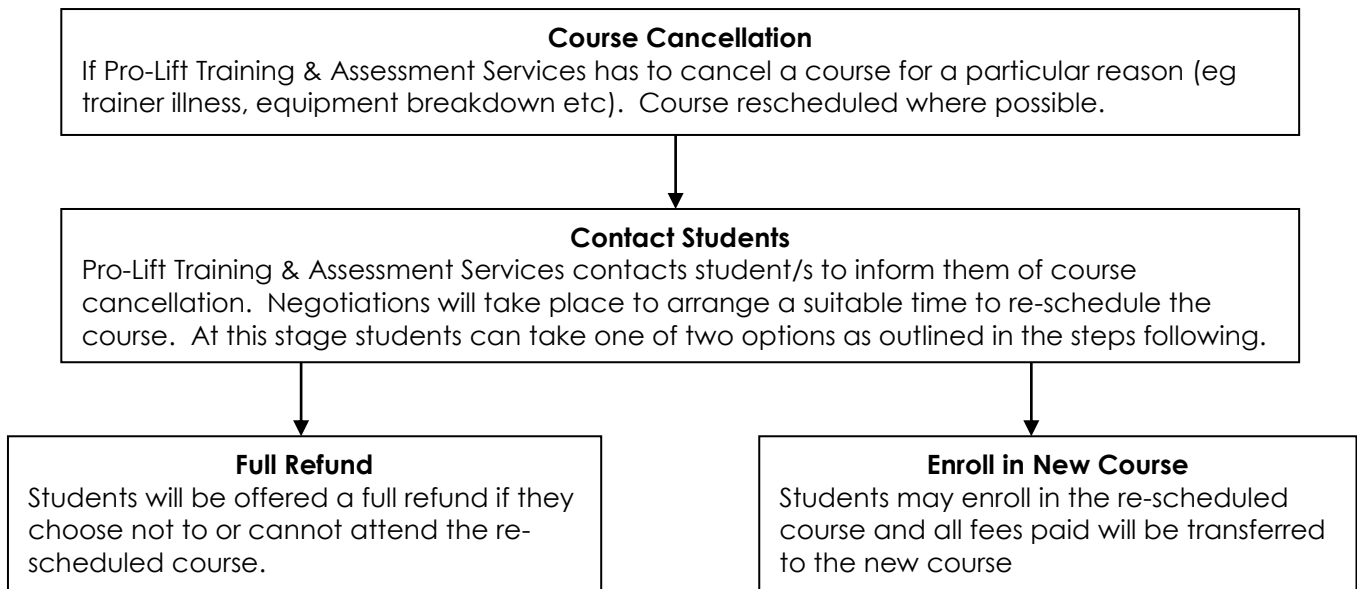 Course Cancellation
If Pro-Lift Training & Assessment Services has to cancel a course for a particular reason (eg
trainer illness, equipment breakdown etc).  Course rescheduled where possible.
Contact Students
Pro-Lift Training & Assessment Services contacts student/s to inform them of course
cancellation.  Negotiations will take place to arrange a suitable time to re-schedule the
course.  At this stage students can take one of two options as outlined in the steps following.
Full Refund
Students will be offered a full refund if they
choose not to or cannot attend the re-
scheduled course.
Enroll in New Course
Students may enroll in the re-scheduled
course and all fees paid will be transferred
to the new course